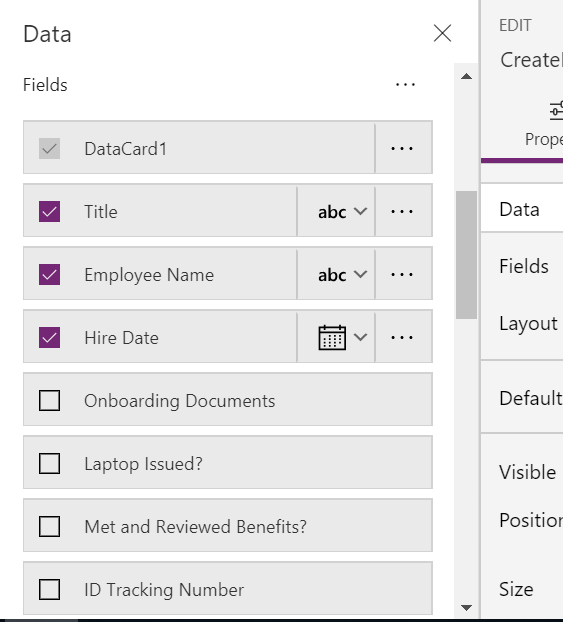 Data
Fields
DataCard1
Title
abc
Employee Name
abc
Hire Date
Onboarding Documents
Laptop Issued?
Met and Reviewed Benefits?
ID Tracking Number
EDIT
Create
Prope
Data
Fields
Layout
Default
Visible
Position
Size